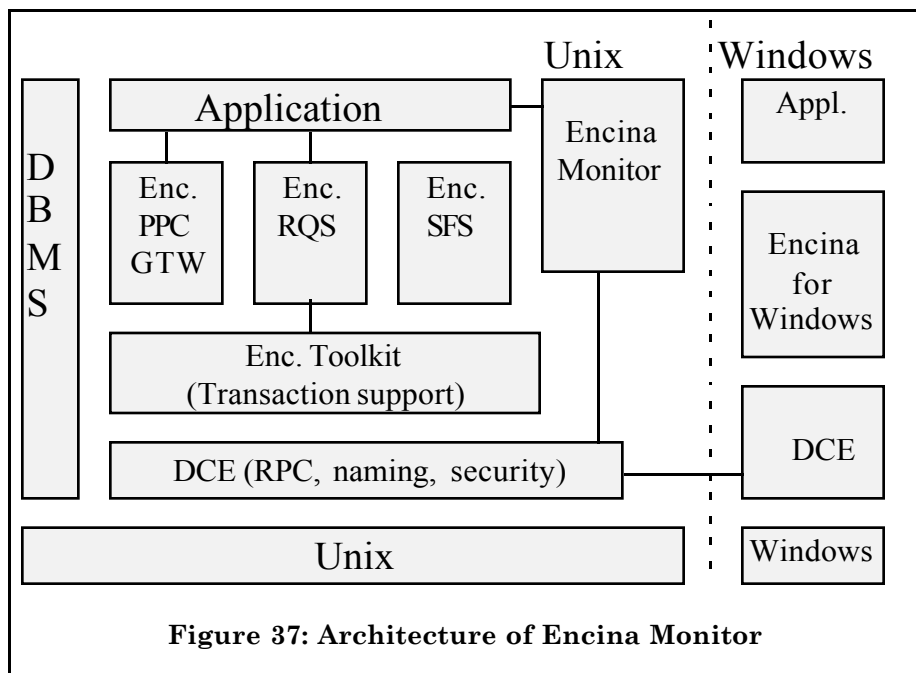 Unix
Windows
D
B
M
S
Application
Encina
Monitor
Appl.
Enc.
PPC
GTW
Enc.
RQS
Enc.
SFS
Encina
for
Windows
Enc. Toolkit
(Transaction support)
DCE (RPC, naming, security)
DCE
Unix
Windows
Figure 37: Architecture of Encina Monitor